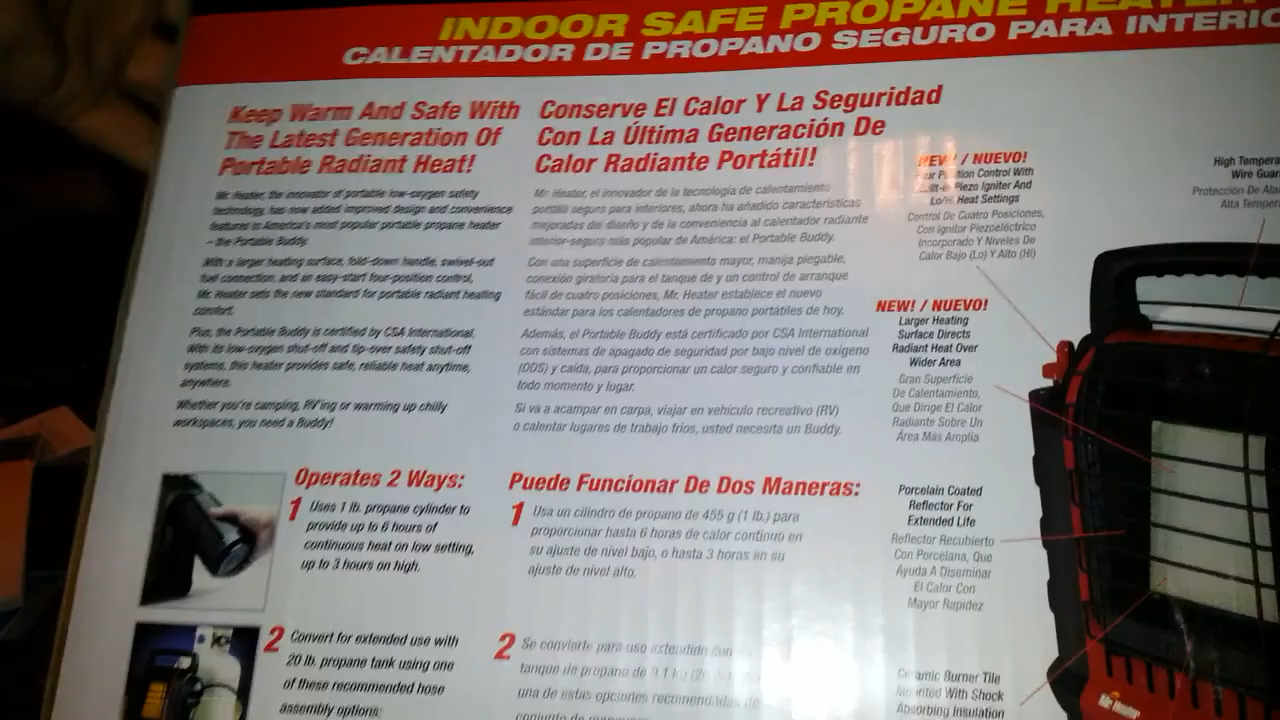 INDOOR SAFE PROPANE HEATER
CALENTADOR DE PROPANO SEGURO PARA INTERIO
Keep Warm And Safe With
The Latest Generation Of
Portable Radiant Heat!
Mr. Heater, the innovator of portable low-oxygen safety
technology, has now added improved design and convenience
features to America's most popular portable propane heater
– the Portable Buddy.
With a larger heating surface, fold-down handle, swivel-out
fuel connection, and an easy-start four-position control,
Mr. Heater sets the new standard for portable radiant heating
comfort.
Plus, the Portable Buddy is certified by CSA International.
With its low-oxygen shut-off and tip-over safety shut-off
systems, this heater provides safe, reliable heat anytime,
anywhere.
Whether you're camping, RV'ing or warming up chilly
workspaces, you need a Buddy!
Conserve El Calor Y La Seguridad
Con La Última Generación De
Calor Radiante Portátil!
Mr. Heater, el innovador de la tecnología de calentamiento
portátil seguro para interiores, ahora ha añadido características
mejoradas del diseño y de la conveniencia al calentador radiante
interior-seguro más popular de América: el Portable Buddy.
Con una superficie de calentamiento mayor, manija plegable,
conexión giratoria para el tanque de y un control de arranque
fácil de cuatro posiciones, Mr. Heater establece el nuevo
estándar para los calentadores de propano portátiles de hoy.
Además, el Portable Buddy está certificado por CSA International
con sistemas de apagado de seguridad por bajo nivel de oxígeno
(ODS) y caída, para proporcionar un calor seguro y confiable en
todo momento y lugar.
Si va a acampar en carpa, viajar en vehículo recreativo (RV)
o calentar lugares de trabajo fríos, usted necesita un Buddy.
NEW! / NUEVO!
Four Position Control With
Built-in Piezo Igniter And
Lo/Hi Heat Settings
Control De Cuatro Posiciones,
Con Ignitor Piezoeléctrico
Incorporado Y Niveles De
Calor Bajo (Lo) Y Alto (Hi)
High Tempera
Wire Guar
Protección De Ala
Alta Temper
NEW! / NUEVO!
Larger Heating
Surface Directs
Radiant Heat Over
Wider Area
Gran Superficie
De Calentamiento,
Que Dirige El Calor
Radiante Sobre Un
Área Más Amplia
Porcelain Coated
Reflector For
Extended Life
Reflector Recubierto
Con Porcelana, Que
Ayuda A Diseminar
El Calor Con
Mayor Rapidez
Ceramic Burner Tile
Mounted With Shock
Absorbing Insulation
Operates 2 Ways:
1 Uses 1 lb. propane cylinder to
provide up to 6 hours of
continuous heat on low setting,
up to 3 hours on high.
2 Convert for extended use with
20 lb. propane tank using one
of these recommended hose
assembly options:
Puede Funcionar De Dos Maneras:
1 Usa un cilindro de propano de 455 g (1 lb.) para
proporcionar hasta 6 horas de calor continuo en
su ajuste de nivel bajo, o hasta 3 horas en su
ajuste de nivel alto.
2 Se convierte para uso extendido con
tanque de propano de 9.1 kg
una de estas opciones recomendadas de
conjunto de
Mr. Heater